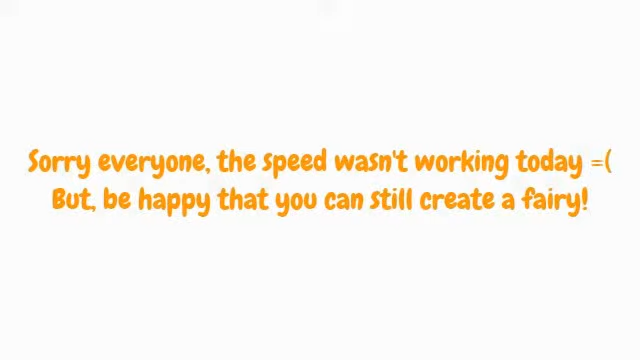 Sorry everyone, the speed wasn't working today =(
But, be happy that you can still create a fairy!